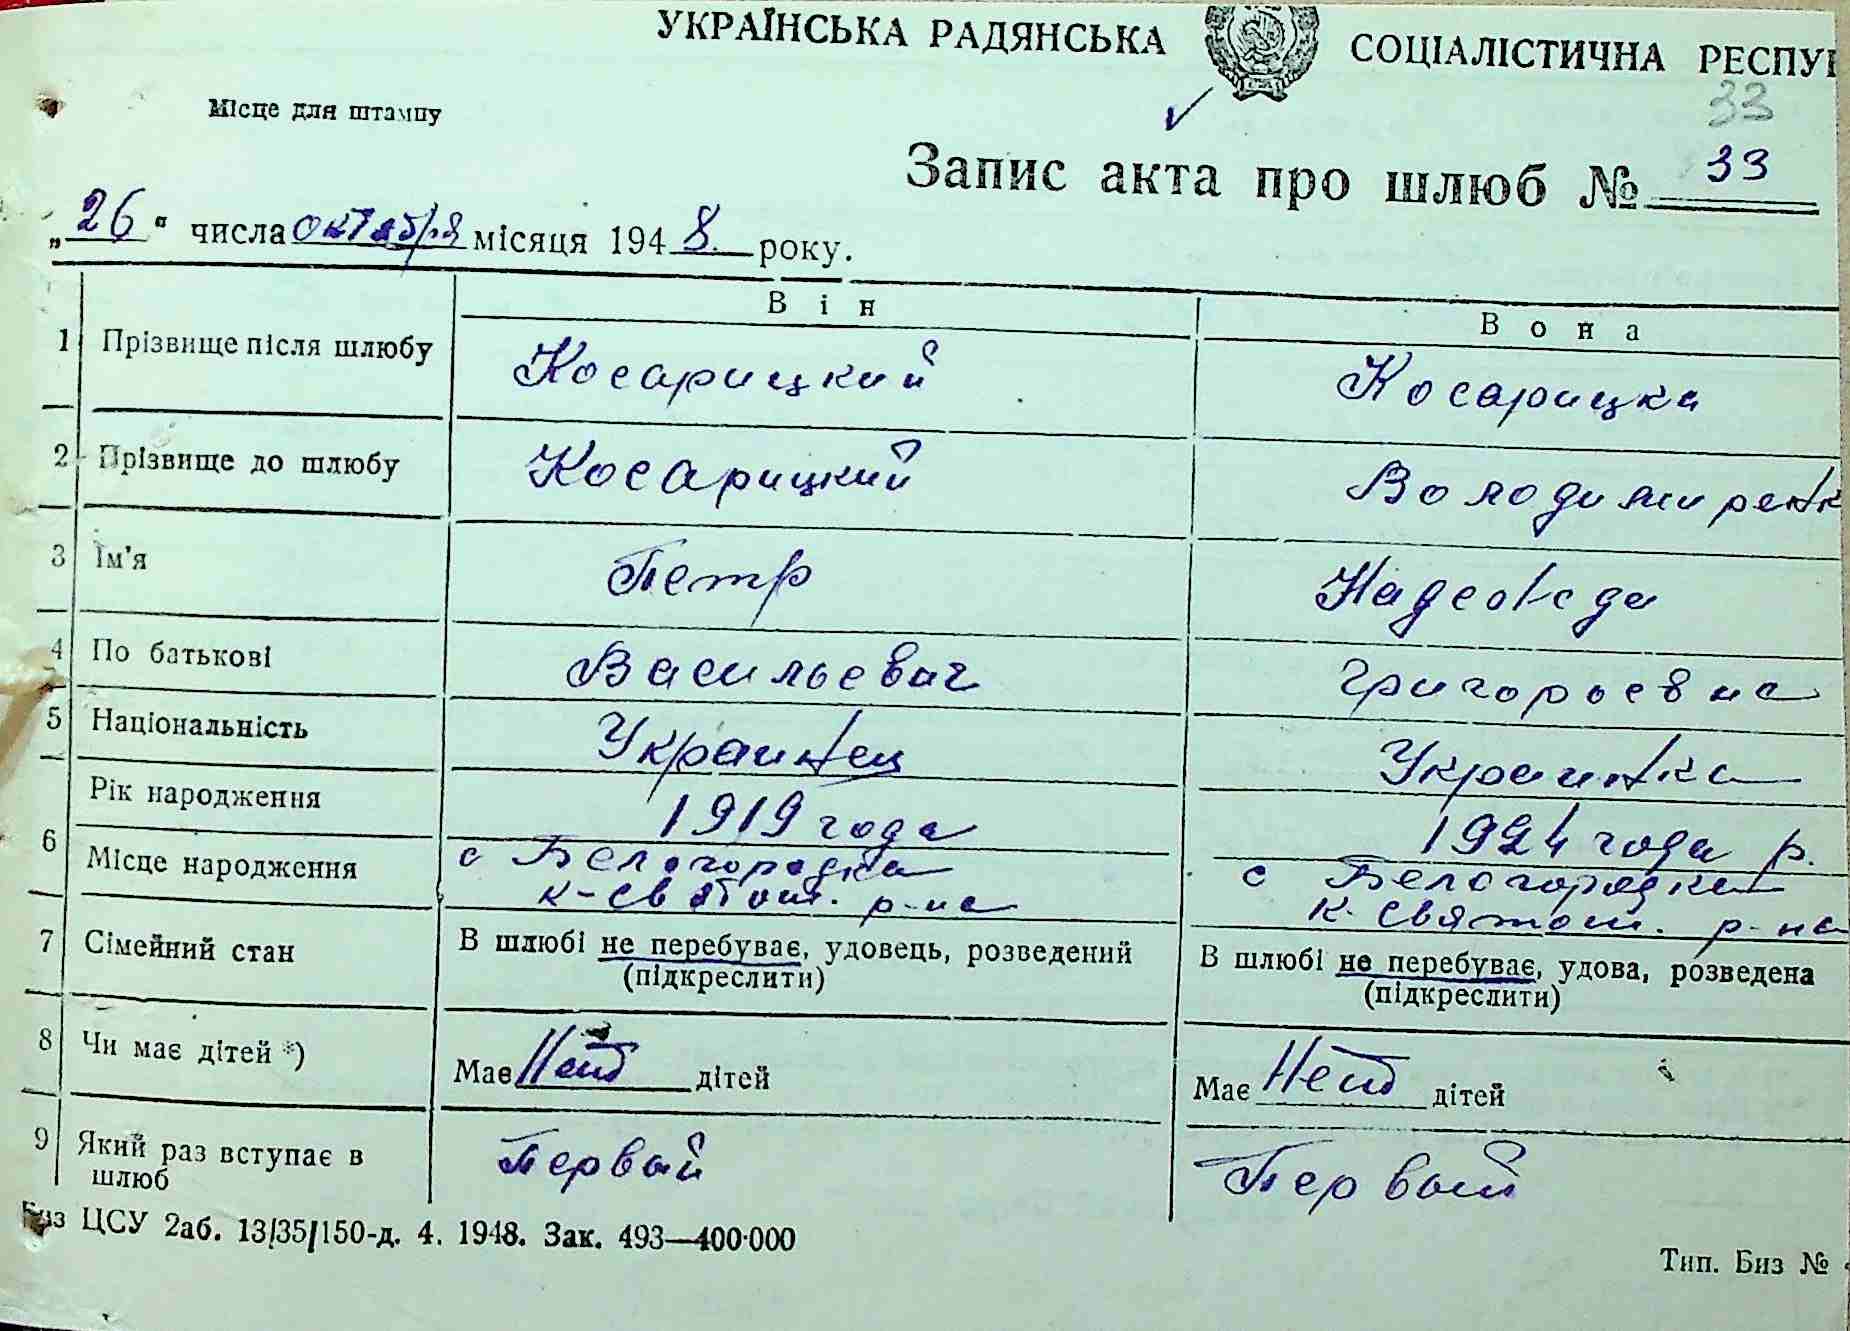 УКРАЇНСЬКА РАДЯНСЬКА СОЦІАЛІСТИЧНА РЕСПУ
33
Місце для штампу
Запис акта про шлюб № 33
„26“ числа октября місяця 1948 року.
Він Вона
1 Прізвище після шлюбу Косарицкий Косарицка
2 Прізвище до шлюбу Косарицкий Володимиренк
3 Ім'я Петр Надежда
4 По батькові Васильевич Григорьевна
5 Національність Украинец Украинка
6 Рік народження 1919 года 1924 года р.
Місце народження с Белогородка с Белогородка
к-Святош. р-на к. Святош. р-на
7 Сімейний стан В шлюбі не перебуває, удовець, розведений В шлюбі не перебуває, удова, розведена
(підкреслити) (підкреслити)
8 Чи має дітей *) Має Нет дітей Має Нет дітей
9 Який раз вступає в Первый Первый
шлюб
Биз ЦСУ 2аб. 13/35/150-д. 4. 1948. Зак. 493—400·000
Тип. Биз №